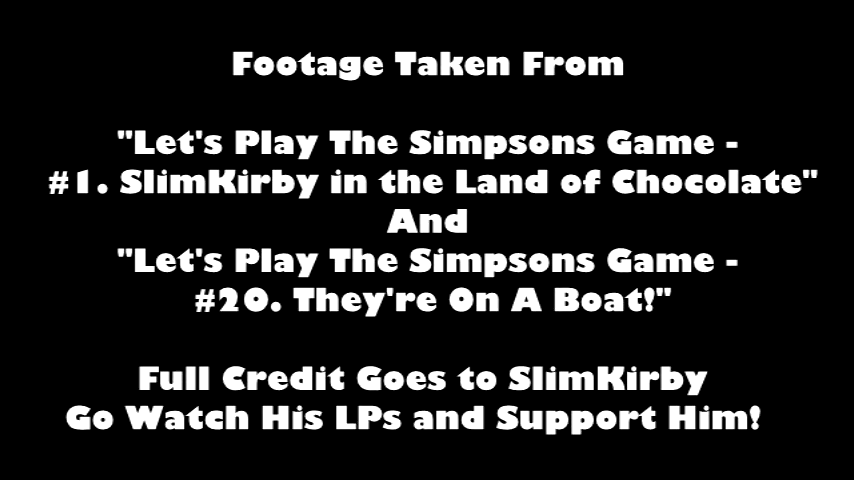 Footage Taken From
"Let's Play The Simpsons Game -
#1. SlimKirby in the Land of Chocolate"
And
"Let's Play The Simpsons Game -
#20. They're On A Boat!"
Full Credit Goes to SlimKirby
Go Watch His LPs and Support Him!